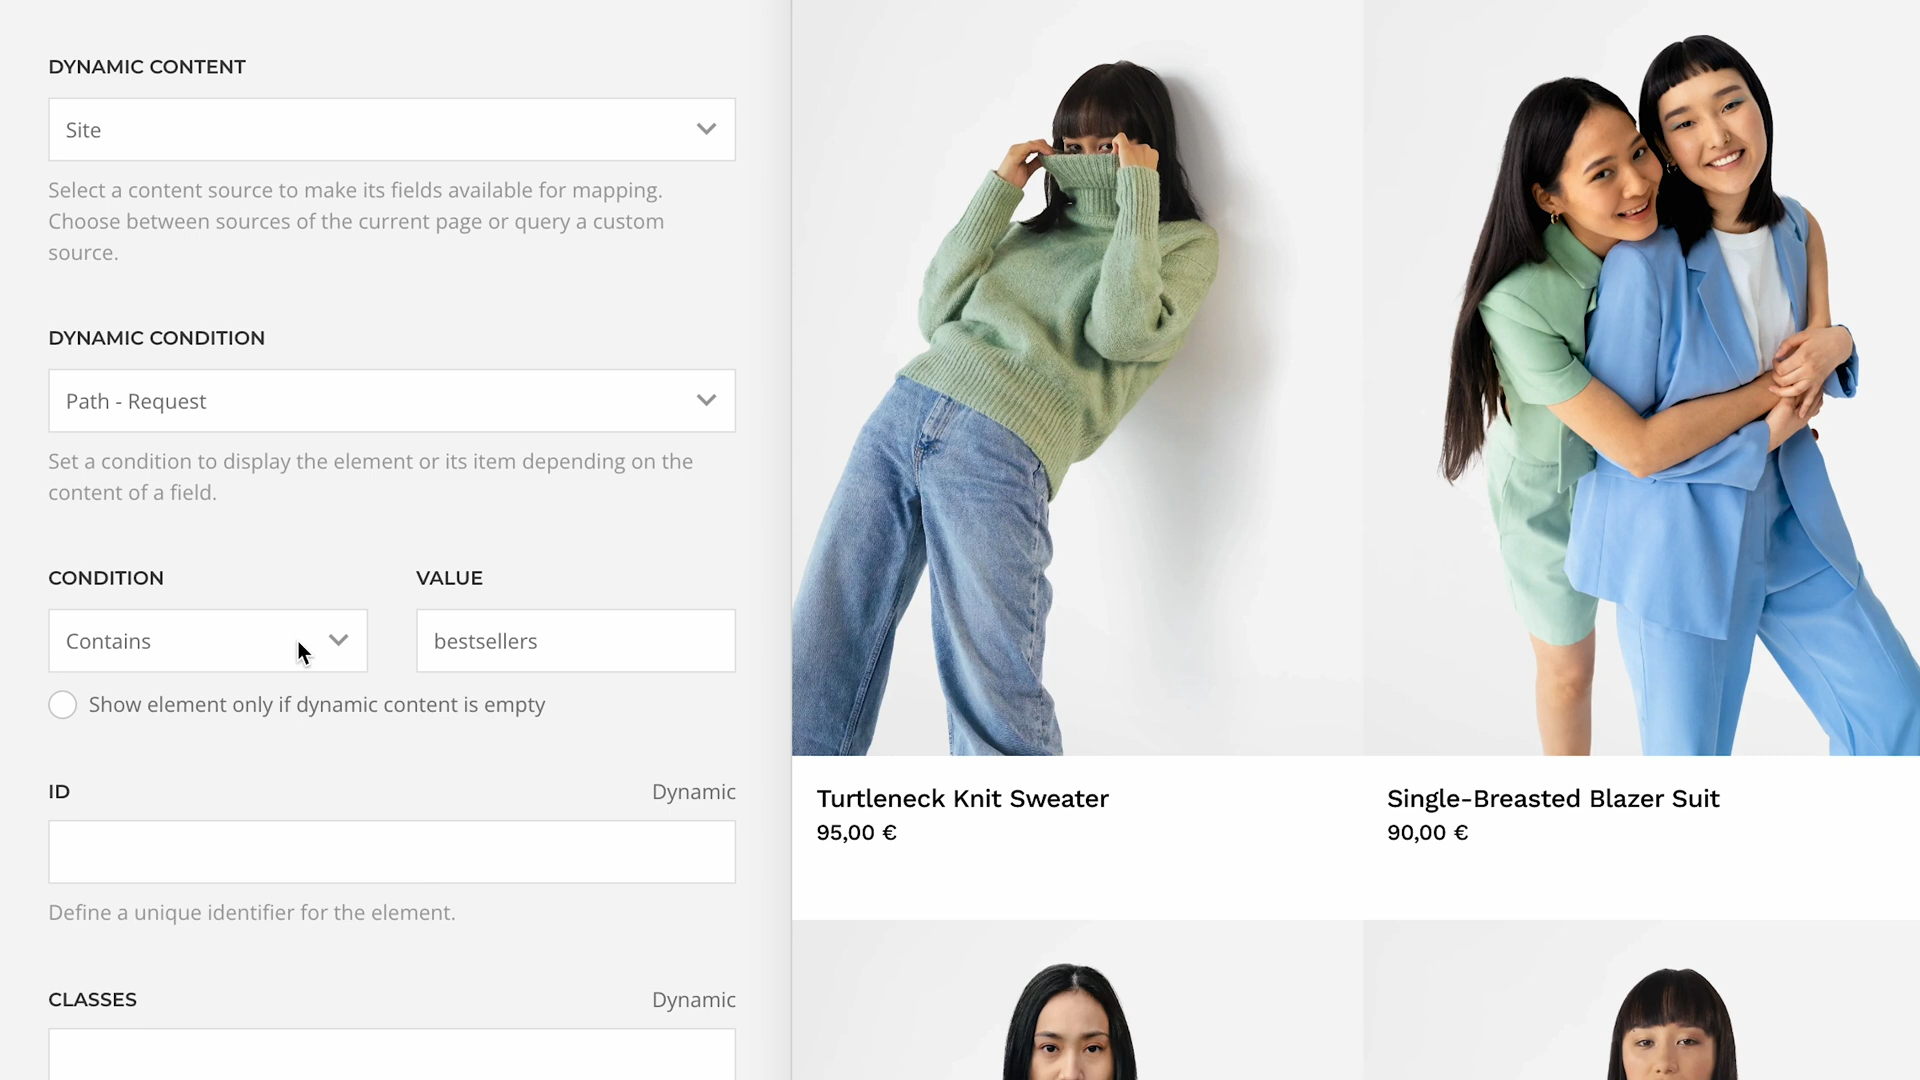 DYNAMIC CONTENT
Site
Select a content source to make its fields available for mapping.
Choose between sources of the current page or query a custom
source.
DYNAMIC CONDITION
Path - Request
Set a condition to display the element or its item depending on the
content of a field.
CONDITION
VALUE
Contains
bestsellers
Show element only if dynamic content is empty
ID
Dynamic
Define a unique identifier for the element.
CLASSES
Dynamic
Turtleneck Knit Sweater
95,00 €
Single-Breasted Blazer Suit
90,00 €